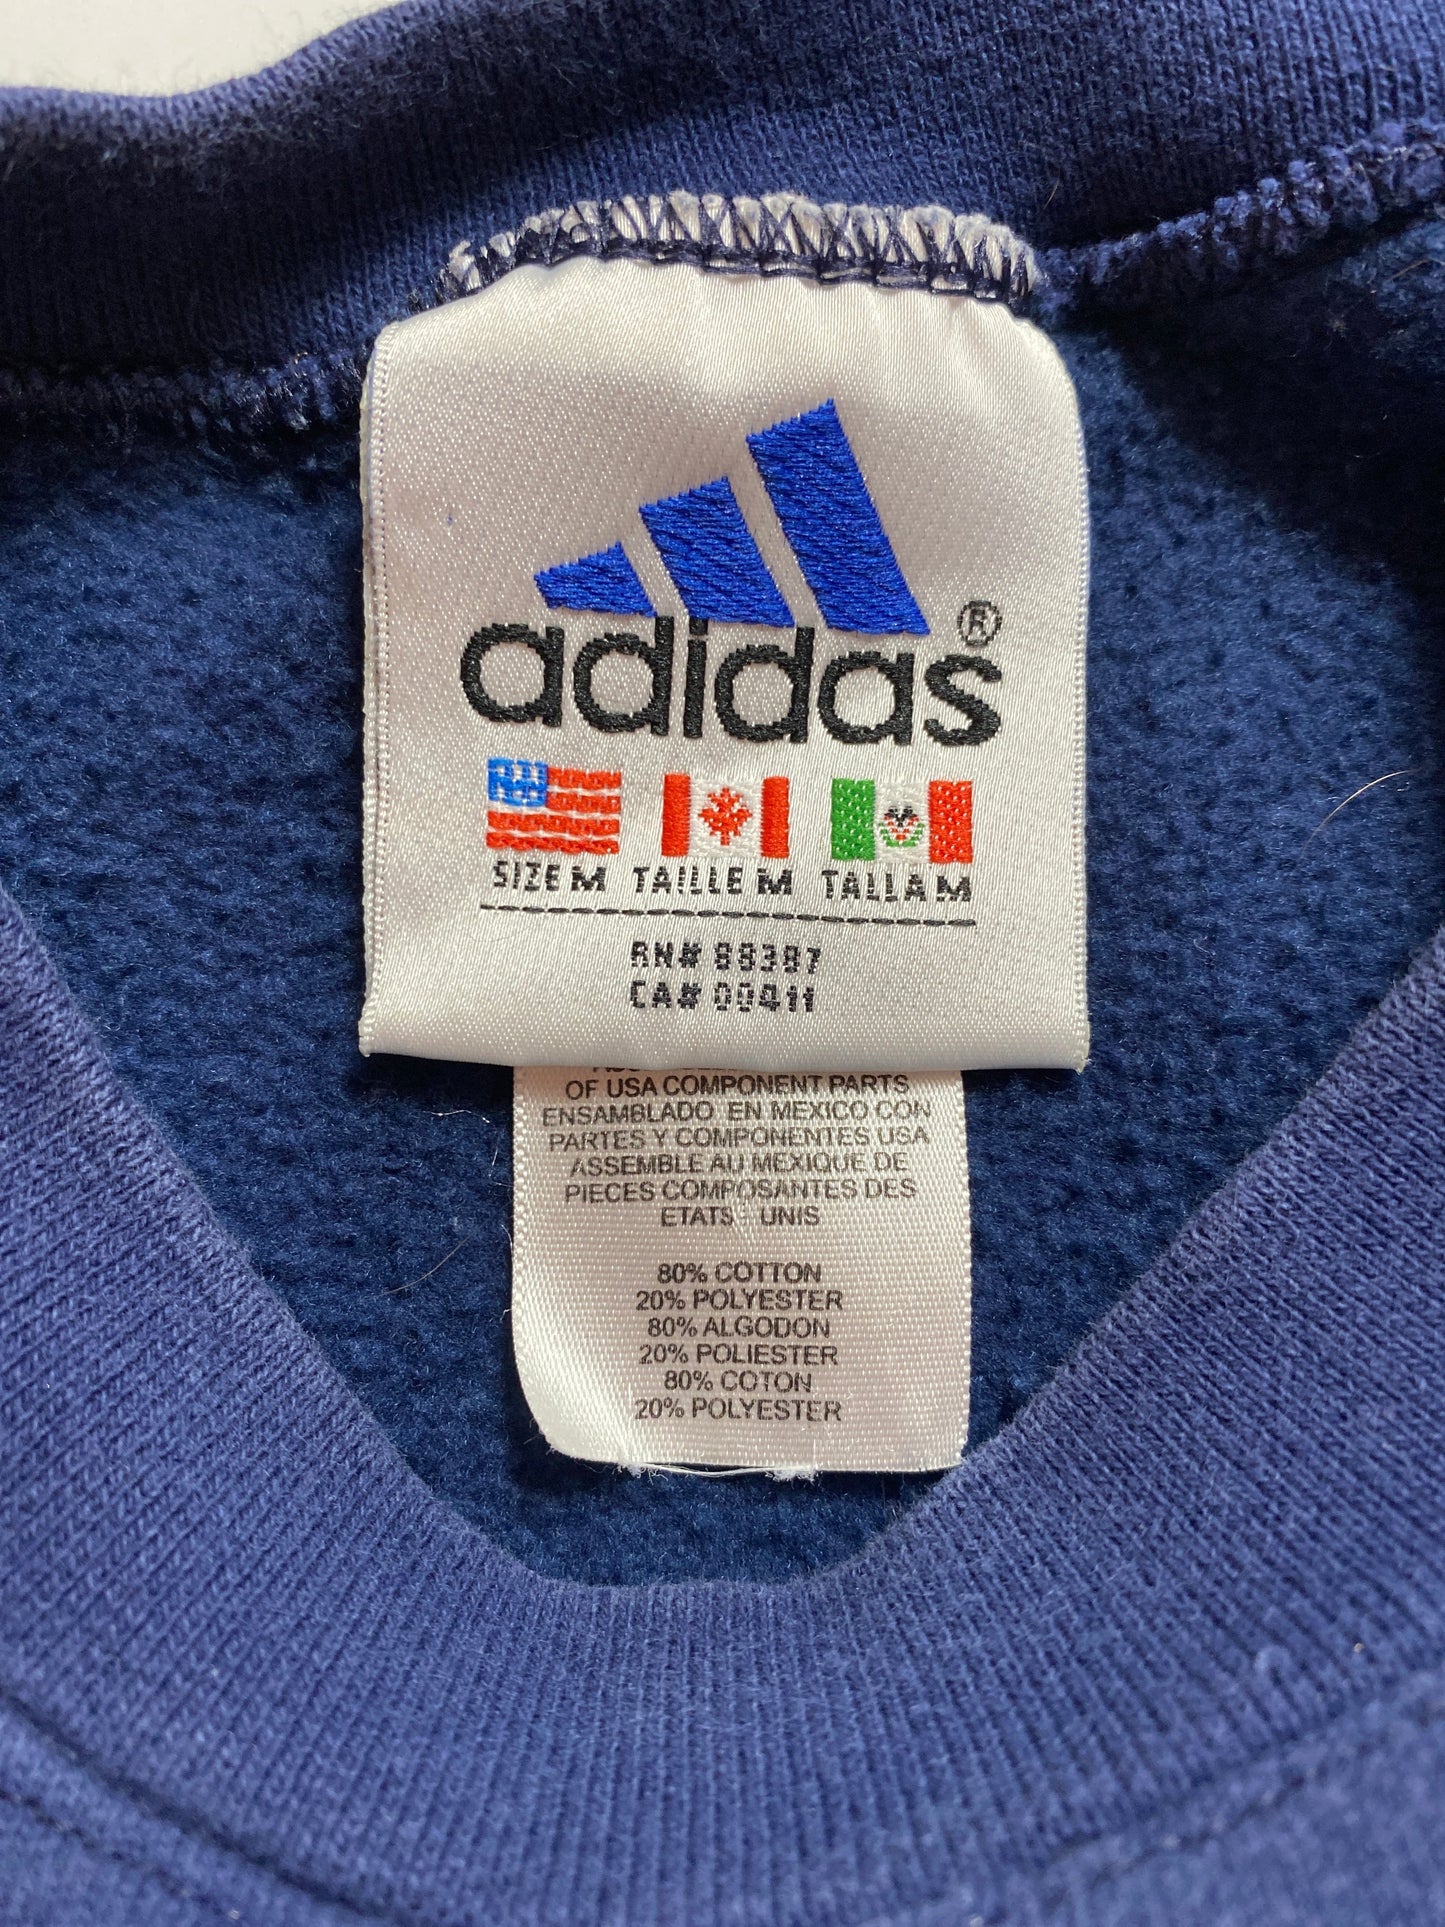 adidas ®
SIZE M TAILLE M TALLA M
RN# 88387
CA# 00411
OF USA COMPONENT PARTS
ENSAMBLADO EN MEXICO CON
PARTES Y COMPONENTES USA
ASSEMBLE AU MEXIQUE DE
PIECES COMPOSANTES DES
ETATS - UNIS
80% COTTON
20% POLYESTER
80% ALGODON
20% POLIESTER
80% COTON
20% POLYESTER